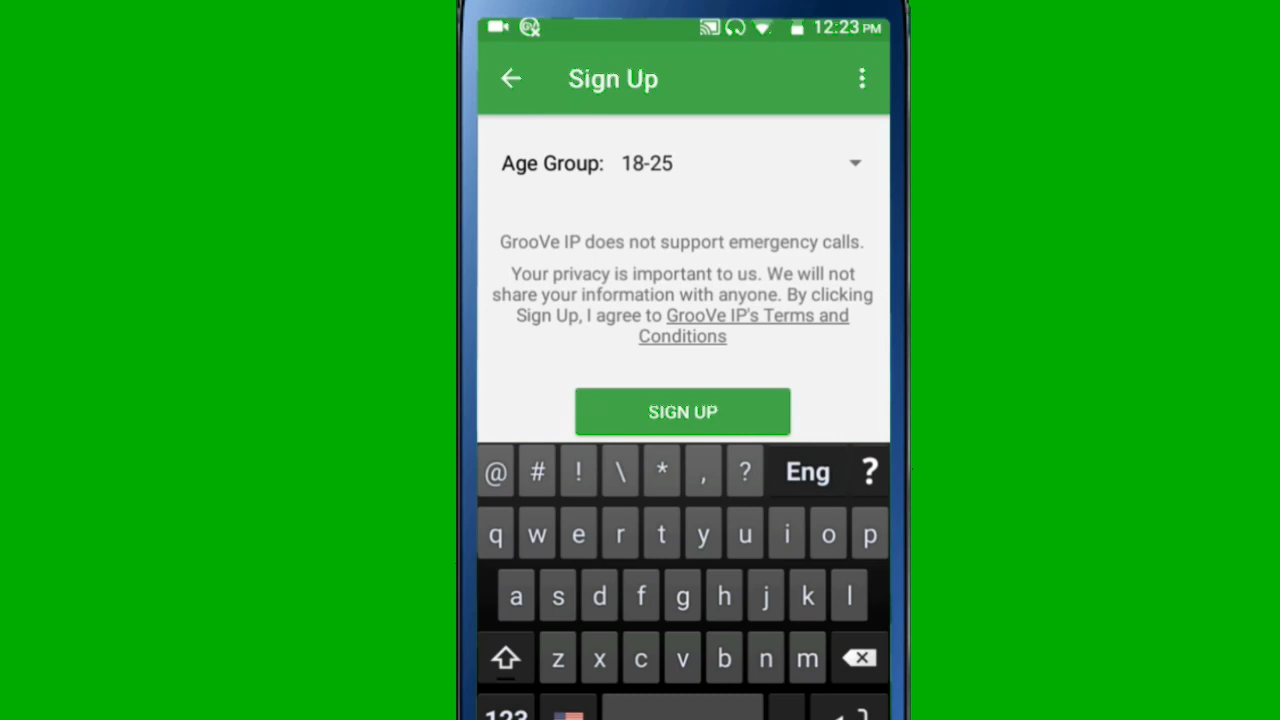 12:23 PM
Sign Up
Age Group: 18-25
GrooVe IP does not support emergency calls.
Your privacy is important to us. We will not
share your information with anyone. By clicking
Sign Up, I agree to GrooVe IP's Terms and
Conditions
SIGN UP
@ # ! \ * , ? Eng ?
q w e r t y u i o p
a s d f g h j k l
z x c v b n m
123